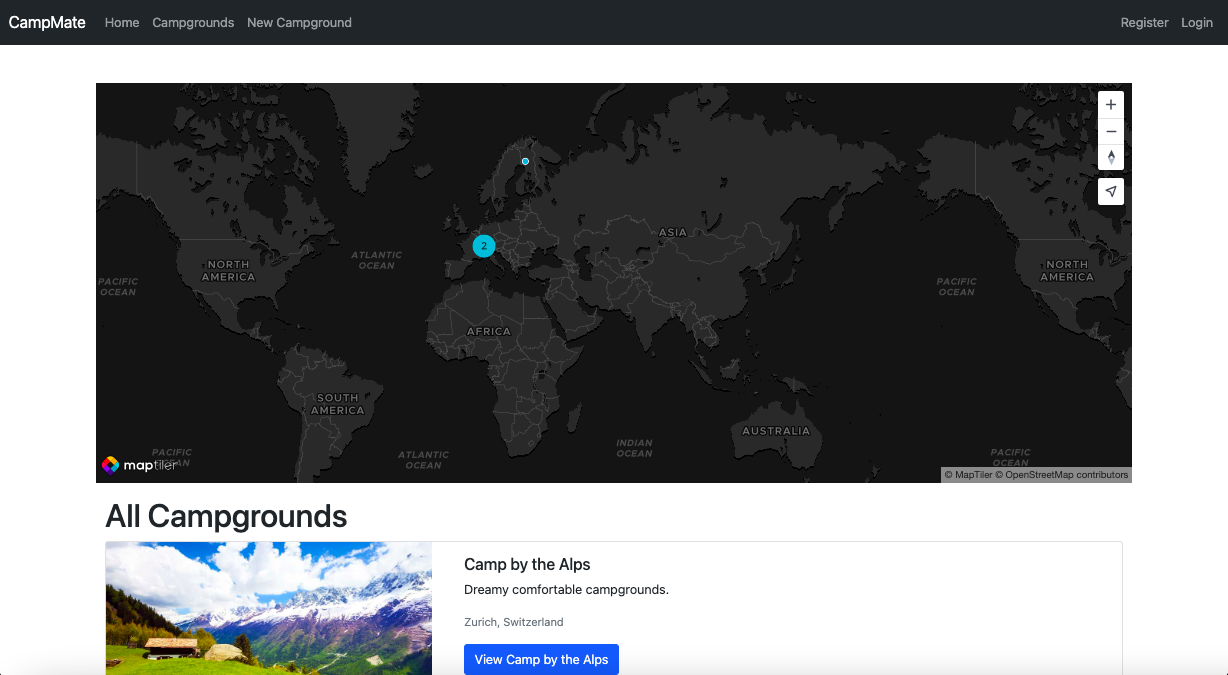 CampMate Home Campgrounds New Campground Register Login
ASIA
2
ATLANTIC
OCEAN
NORTH
AMERICA
NORTH
AMERICA
PACIFIC
OCEAN
PACIFIC
OCEAN
AFRICA
SOUTH
AMERICA
AUSTRALIA
INDIAN
OCEAN
ATLANTIC
OCEAN
PACIFIC
OCEAN
PACIFIC
OCEAN
maptiler
© MapTiler © OpenStreetMap contributors
All Campgrounds
Camp by the Alps
Dreamy comfortable campgrounds.
Zurich, Switzerland
View Camp by the Alps